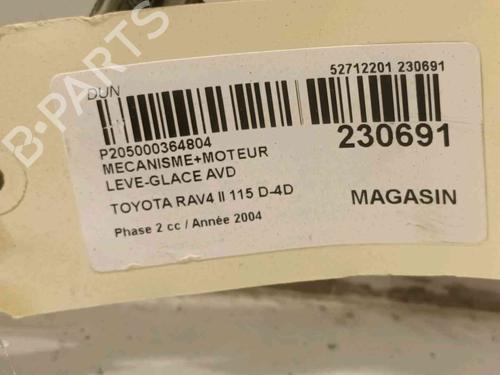 B-PARTS
DUN
52712201 230691
P205000364804
MECANISME+MOTEUR
LEVE-GLACE AVD
230691
TOYOTA RAV4 II 115 D-4D
MAGASIN
Phase 2 cc / Année 2004